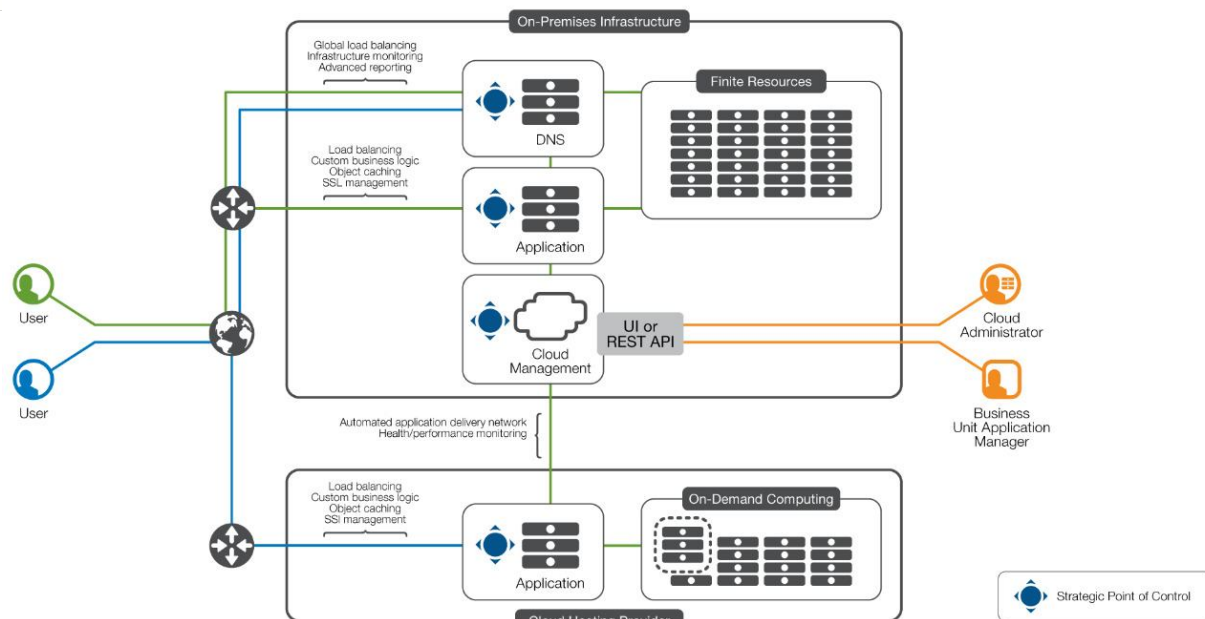 On-Premises Infrastructure
Global load balancing
Infrastructure monitoring
Advanced reporting
DNS
Finite Resources
Load balancing
Custom business logic
Object caching
SSL management
Application
User
User
Cloud
Management
UI or
REST API
Cloud
Administrator
Business
Unit Application
Manager
Automated application delivery network
Health/performance monitoring
Load balancing
Custom business logic
Object caching
SSl management
Application
On-Demand Computing
Cloud Hosting Provider
Strategic Point of Control